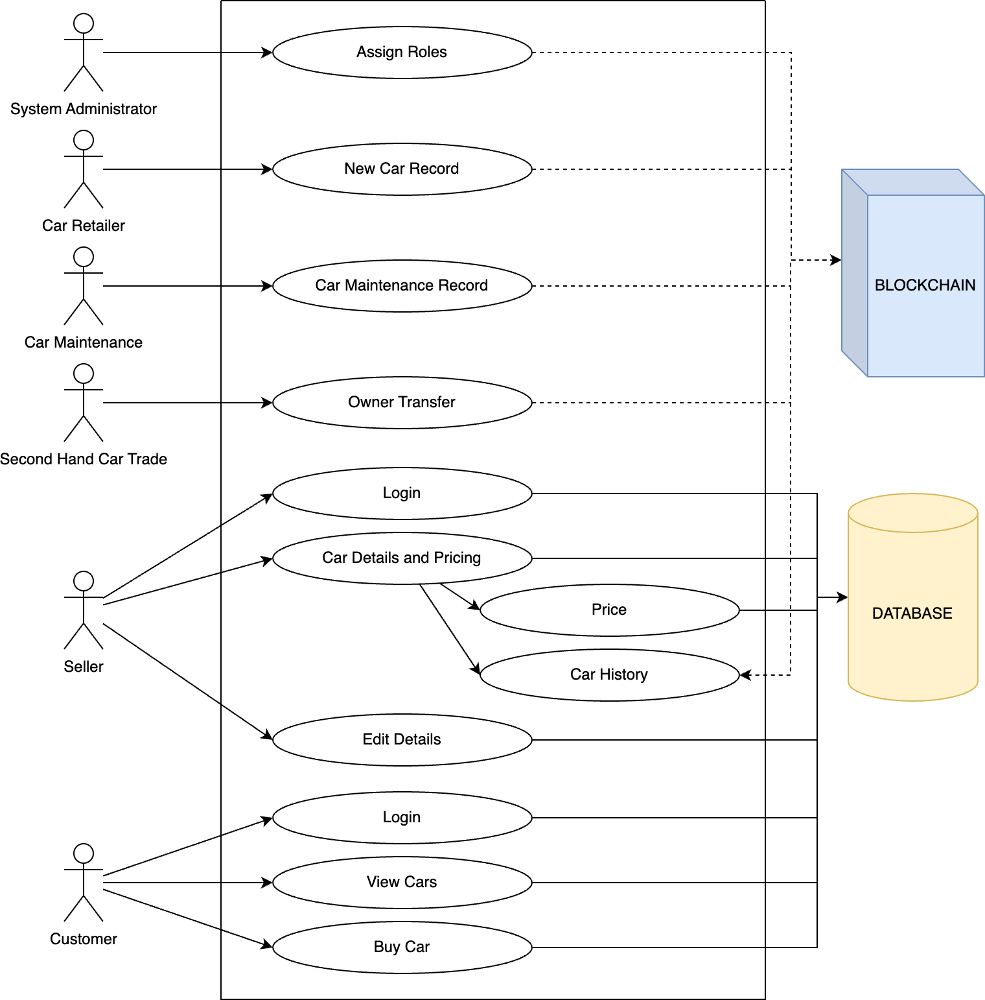 Assign Roles
System Administrator
New Car Record
Car Retailer
Car Maintenance Record
BLOCKCHAIN
Car Maintenance
Owner Transfer
Second Hand Car Trade
Login
Car Details and Pricing
Price
DATABASE
Seller
Car History
Edit Details
Login
View Cars
Customer
Buy Car